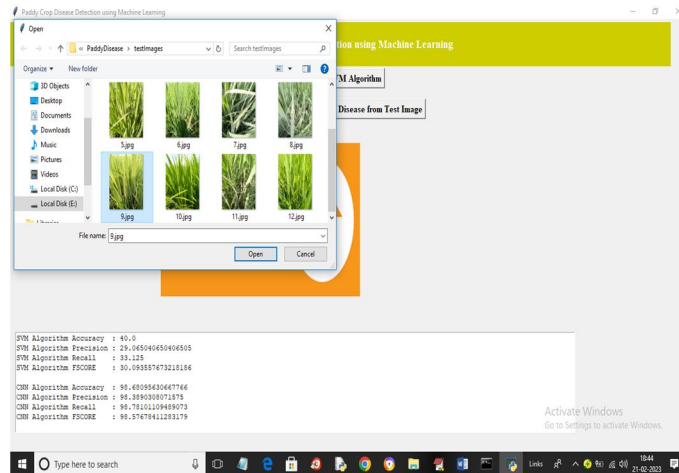 Paddy Crop Disease Detection using Machine Learning
Open
tion using Machine Learning
« PaddyDisease > testImages
Search testImages
Organize
New folder
VM Algorithm
Disease from Test Image
3D Objects
Desktop
Documents
Downloads
Music
Pictures
Videos
Local Disk (C:)
Local Disk (E:)
Libraries
5.jpg
6.jpg
7.jpg
8.jpg
9.jpg
10.jpg
11.jpg
12.jpg
File name: 9.jpg
Open
Cancel
SVM Algorithm Accuracy : 40.0
SVM Algorithm Precision : 29.065040650406505
SVM Algorithm Recall : 33.125
SVM Algorithm FSCORE : 30.093557673218186
CNN Algorithm Accuracy : 98.68095630667766
CNN Algorithm Precision : 98.3890308071575
CNN Algorithm Recall : 98.78101109489073
CNN Algorithm FSCORE : 98.57678411283179
Activate Windows
Go to Settings to activate Windows.
Type here to search
Links
18:44
21-02-2023